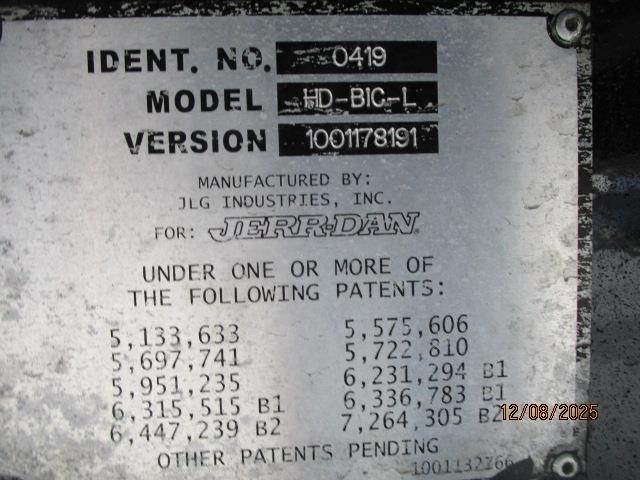 IDENT. NO. 0419
MODEL HD-BIC-L
VERSION 1001178191
MANUFACTURED BY:
JLG INDUSTRIES, INC.
FOR: JERR-DAN®
UNDER ONE OR MORE OF
THE FOLLOWING PATENTS:
5,133,633 5,575,606
5,697,741 5,722,810
5,951,235 6,231,294 B1
6,315,515 B1 6,336,783 B1
6,447,239 B2 7,264,305 B2
12/08/2025
OTHER PATENTS PENDING
1001132766